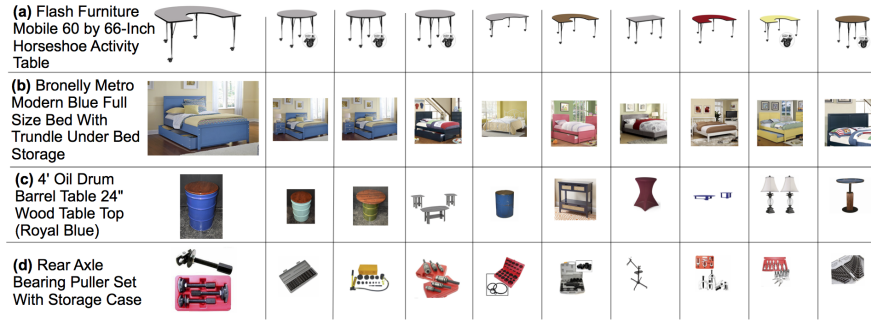 (a) Flash Furniture
Mobile 60 by 66-Inch
Horseshoe Activity
Table
(b) Bronelly Metro
Modern Blue Full
Size Bed With
Trundle Under Bed
Storage
(c) 4' Oil Drum
Barrel Table 24"
Wood Table Top
(Royal Blue)
(d) Rear Axle
Bearing Puller Set
With Storage Case